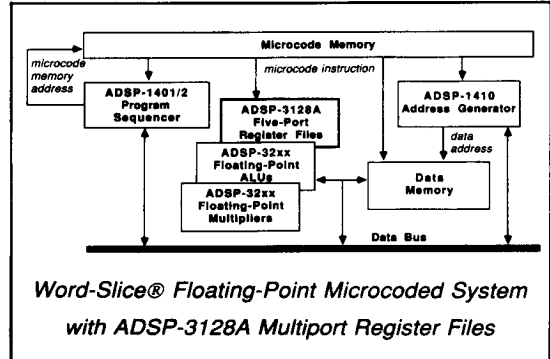 Microcode Memory
microcode
memory
address
microcode instruction
ADSP-1401/2
Program
Sequencer
ADSP-3128A
Five-Port
Register Files
ADSP-1410
Address Generator
ADSP-32xx
Floating-Point
ALUs
data
address
ADSP-32xx
Floating-Point
Multipliers
Data
Memory
Data Bus
Word-Slice® Floating-Point Microcoded System
with ADSP-3128A Multiport Register Files